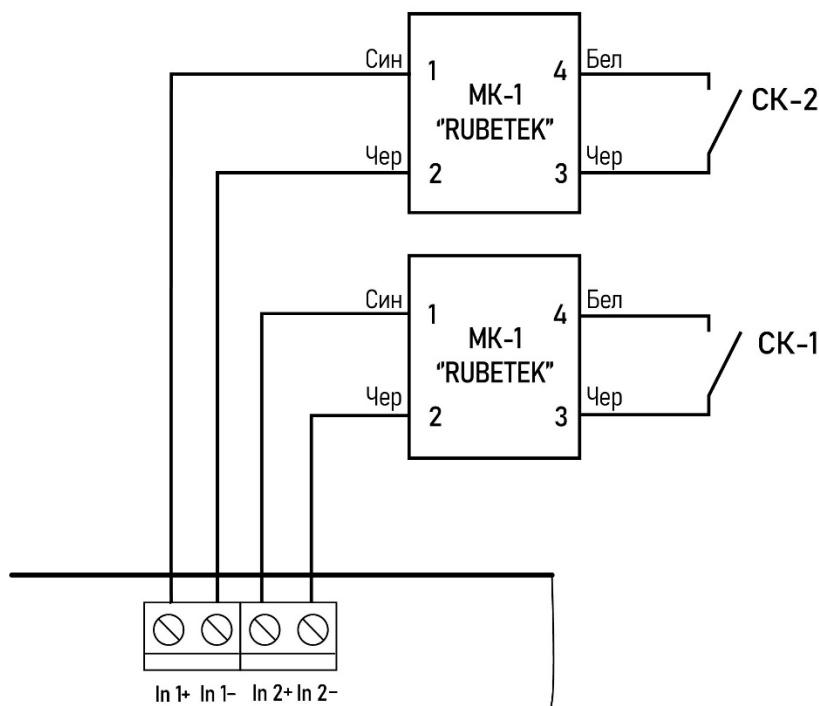 Син 1 4 Бел
МК-1
“RUBETEK”
СК-2
Чер 2 3 Чер
Син 1 4 Бел
МК-1
“RUBETEK”
СК-1
Чер 2 3 Чер
In 1+ In 1− In 2+ In 2−